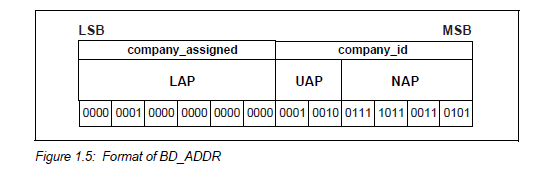 LSB MSB
company_assigned company_id
LAP UAP NAP
0000 0001 0000 0000 0000 0000 0001 0010 0111 1011 0011 0101
Figure 1.5: Format of BD_ADDR